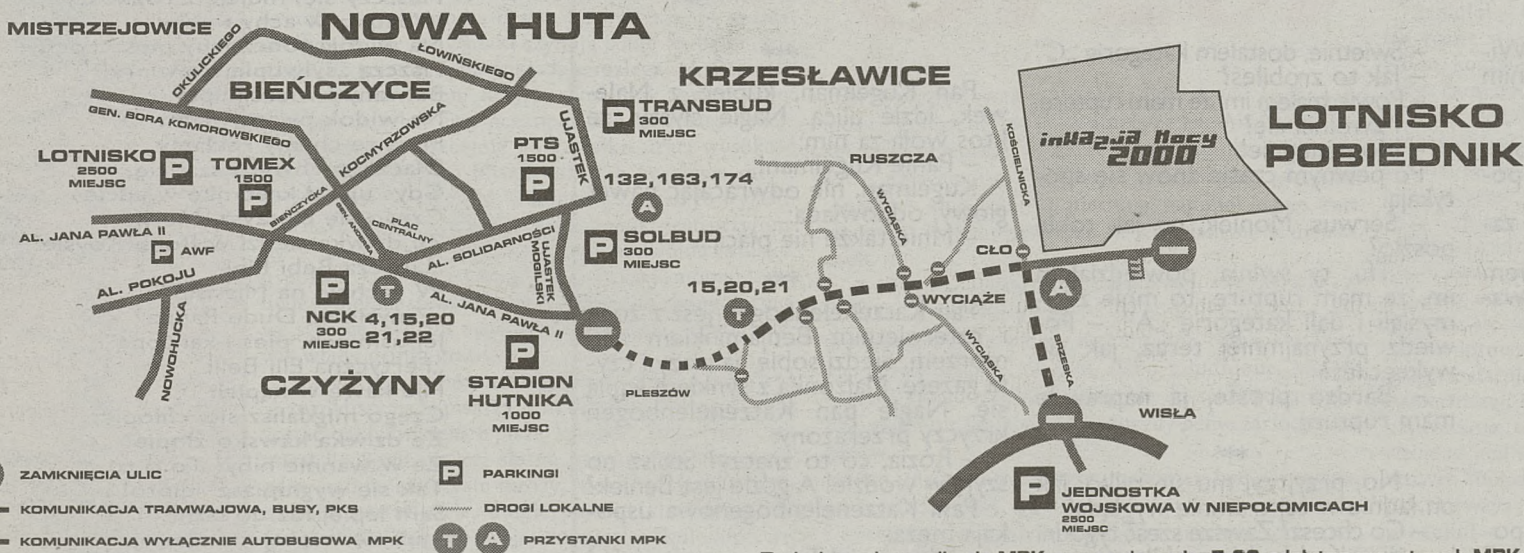 MISTRZEJOWICE
NOWA HUTA
OKULICKIEGO
ŁOWIŃSKIEGO
BIEŃCZYCE
KRZESŁAWICE
GEN. BORA KOMOROWSKIEGO
KOCMYRZOWSKA
UJASTEK
P TRANSBUD
300
MIEJSC
LOTNISKO
2500
MIEJSC
P
TOMEX
1500
P
PTS
1500
P
132,163,174
A
BIEŃCZYCKA
GEN. ANDERSA
PLAC
CENTRALNY
AL. JANA PAWŁA II
P AWF
AL. POKOJU
AL. SOLIDARNOŚCI
UJASTEK
MOGILSKI
P SOLBUD
300
MIEJSC
NOWOHUCKA
P
T
NCK
300
MIEJSC
4,15,20
21,22
AL. JANA PAWŁA II
CZYŻYNY
P
STADION
HUTNIKA
1000
MIEJSC
15,20,21
T
PLESZÓW
RUSZCZA
WYCIĄSKA
KOŚCIELNICKA
inwazja Mocy
2000
LOTNISKO
POBIEDNIK
CŁO
WYCIĄŻE
A
WYCIĄSKA
BRZESKA
WISŁA
P JEDNOSTKA
WOJSKOWA W NIEPOŁOMICACH
2500
MIEJSC
ZAMKNIĘCIA ULIC
P PARKINGI
KOMUNIKACJA TRAMWAJOWA, BUSY, PKS
DROGI LOKALNE
KOMUNIKACJA WYŁĄCZNIE AUTOBUSOWA MPK
T A PRZYSTANKI MPK